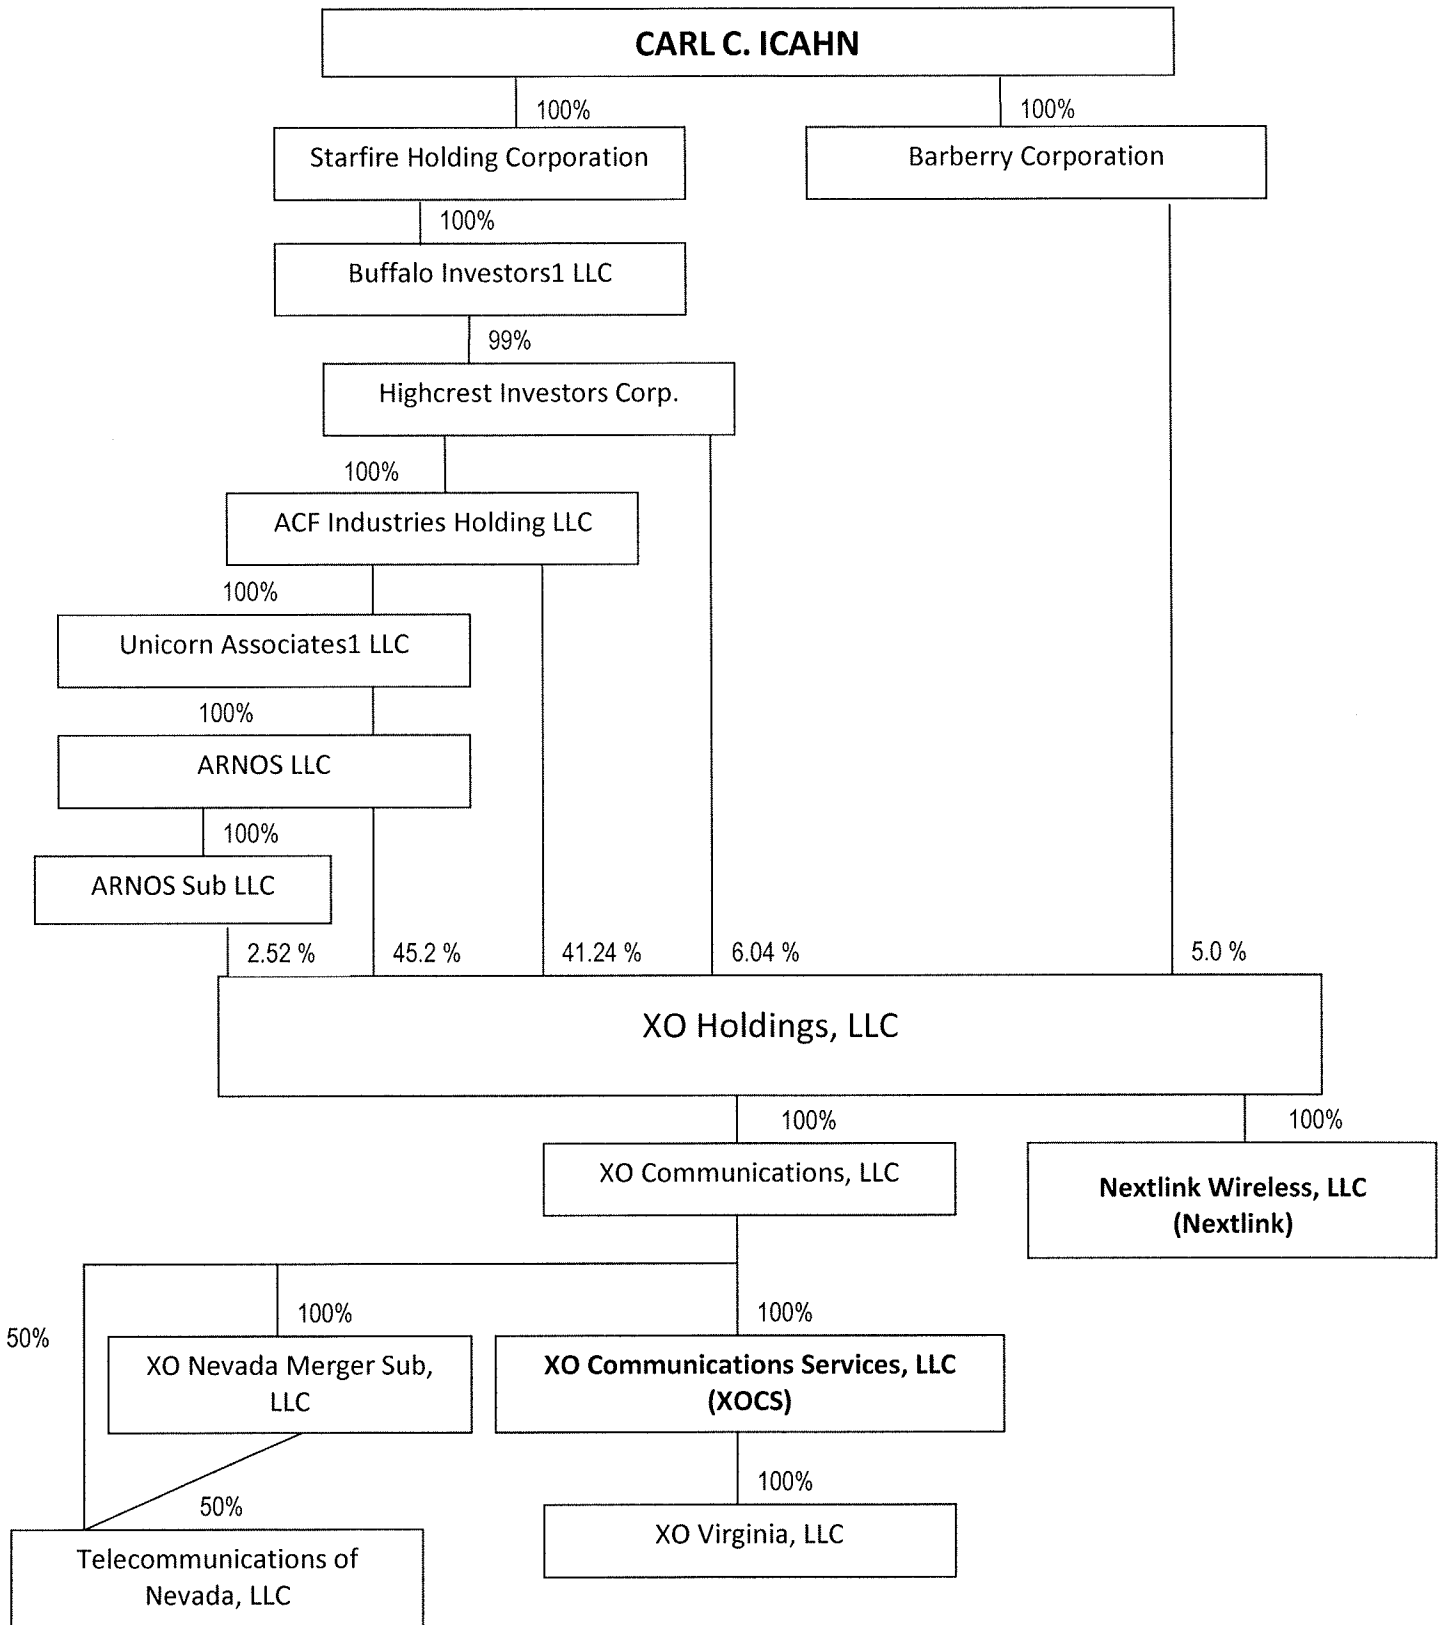 CARL C. ICAHN
100%
100%
Starfire Holding Corporation
Barberry Corporation
100%
Buffalo Investors1 LLC
99%
Highcrest Investors Corp.
100%
ACF Industries Holding LLC
100%
Unicorn Associates1 LLC
100%
ARNOS LLC
100%
ARNOS Sub LLC
2.52 %
45.2 %
41.24 %
6.04 %
5.0 %
XO Holdings, LLC
100%
100%
XO Communications, LLC
Nextlink Wireless, LLC
(Nextlink)
100%
100%
50%
XO Nevada Merger Sub,
LLC
XO Communications Services, LLC
(XOCS)
100%
50%
XO Virginia, LLC
Telecommunications of
Nevada, LLC